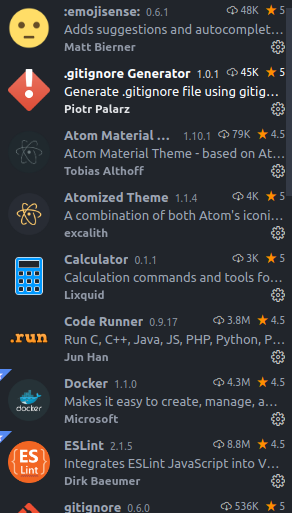 :emojisense: 0.6.1 48K 5
Adds suggestions and autocomplet...
Matt Bierner
.gitignore Generator 1.0.1 45K 5
Generate .gitignore file using gitig...
Piotr Palarz
Atom Material ... 1.10.1 79K 4.5
Atom Material Theme - based on At...
Tobias Althoff
Atomized Theme 1.1.4 4K 5
A combination of both Atom's iconi...
excalith
Calculator 0.1.1 3K 5
Calculation commands and tools fo...
Lixquid
.run
Code Runner 0.9.17 3.8M 4.5
Run C, C++, Java, JS, PHP, Python, P...
Jun Han
docker
Docker 1.1.0 4.3M 4.5
Makes it easy to create, manage, a...
Microsoft
ES
Lint
ESLint 2.1.5 8.8M 4.5
Integrates ESLint JavaScript into V...
Dirk Baeumer
gitignore 0.6.0 536K 5